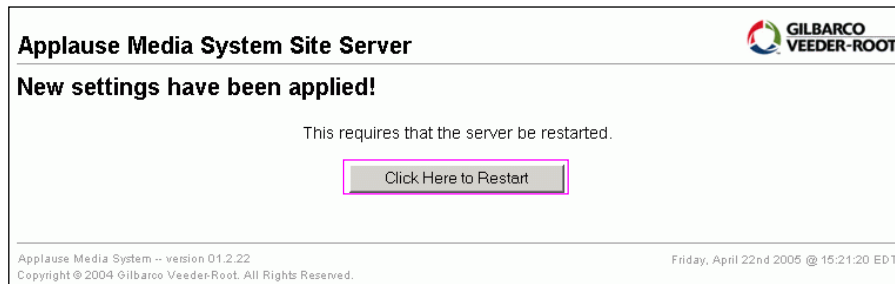 Applause Media System Site Server
GILBARCO
VEEDER-ROOT
New settings have been applied!
This requires that the server be restarted.
Click Here to Restart
Applause Media System -- version 01.2.22
Friday, April 22nd 2005 @ 15:21:20 EDT
Copyright © 2004 Gilbarco Veeder-Root. All Rights Reserved.